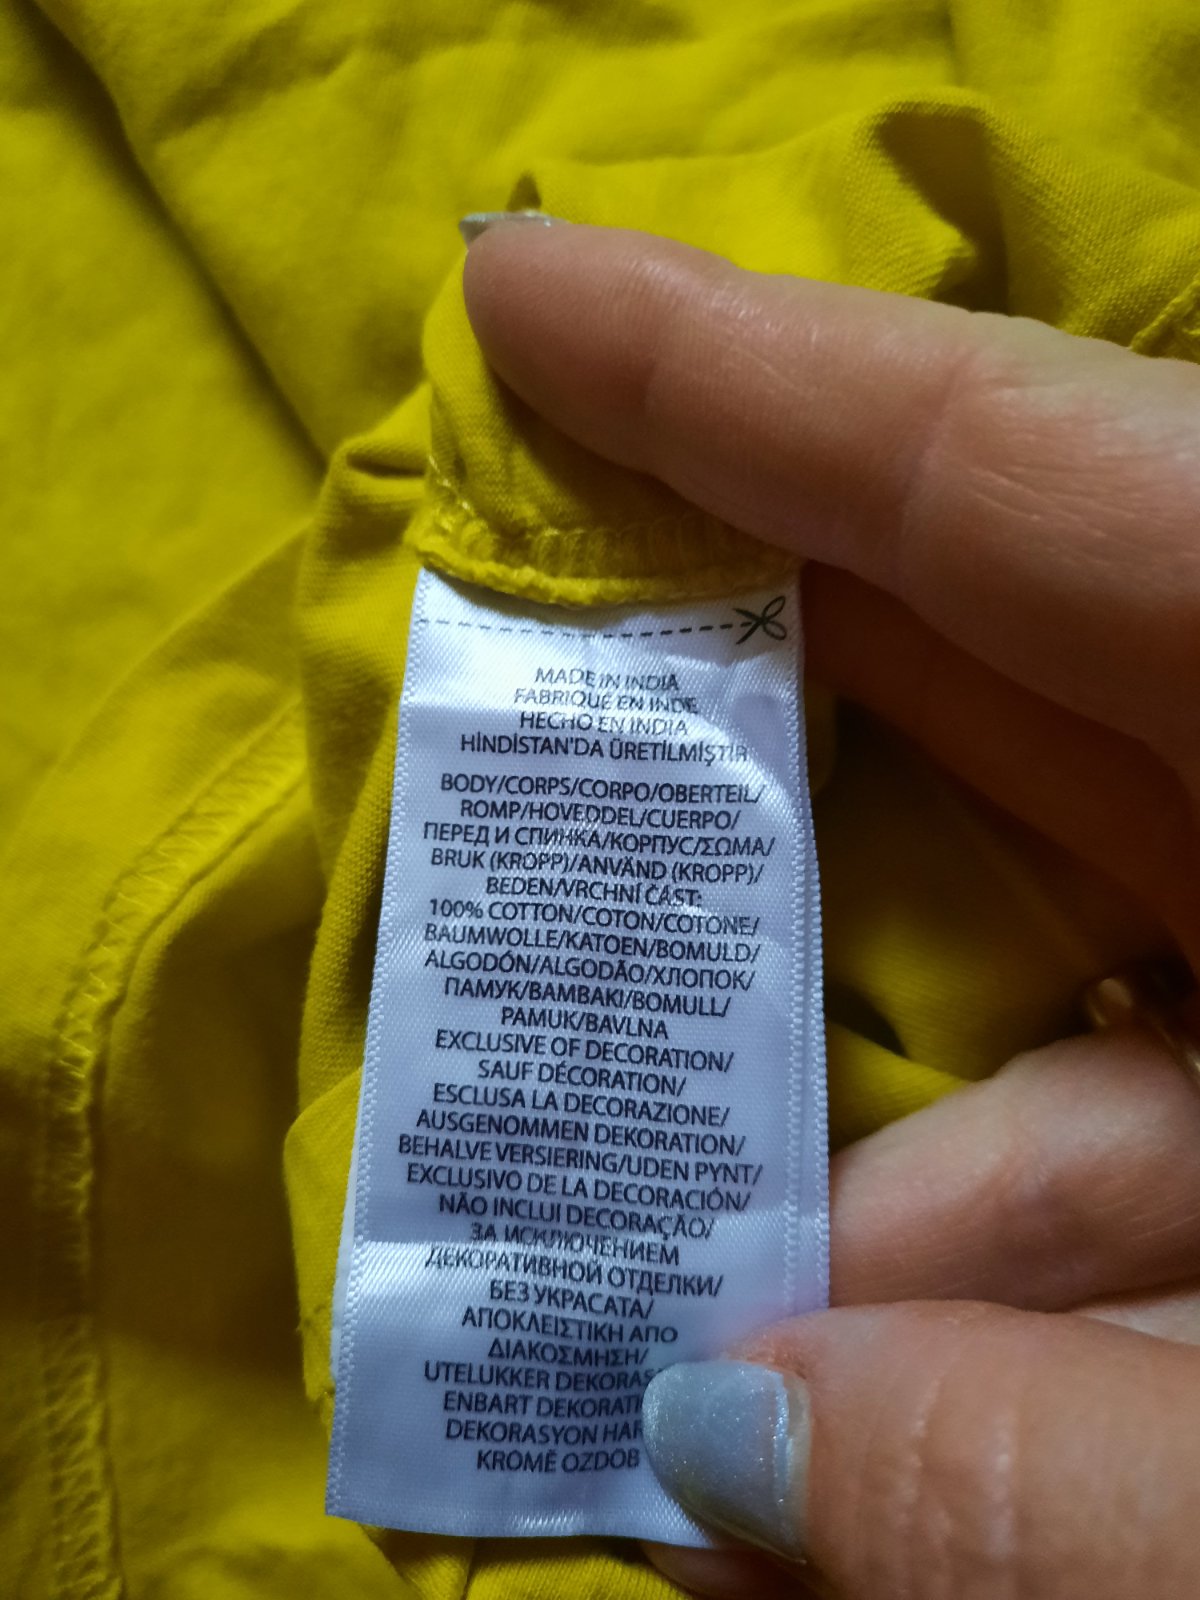 MADE IN INDIA
FABRIQUÉ EN INDE
HECHO EN INDIA
HİNDİSTAN'DA ÜRETİLMİŞTİR
BODY/CORPS/CORPO/OBERTEIL/
ROMP/HOVEDDEL/CUERPO/
ПЕРЕД И СПИНКА/КОРПУС/ΣΩΜΑ/
BRUK (KROPP)/ANVÄND (KROPP)/
BEDEN/VRCHNÍ ČÁST:
100% COTTON/COTON/COTONE/
BAUMWOLLE/KATOEN/BOMULD/
ALGODÓN/ALGODÃO/ХЛОПОК/
ПАМУК/ΒΑΜΒΑΚΙ/BOMULL/
PAMUK/BAVLNA
EXCLUSIVE OF DECORATION/
SAUF DÉCORATION/
ESCLUSA LA DECORAZIONE/
AUSGENOMMEN DEKORATION/
BEHALVE VERSIERING/UDEN PYNT/
EXCLUSIVO DE LA DECORACIÓN/
NÃO INCLUI DECORAÇÃO/
ЗА ИСКЛЮЧЕНИЕМ
ДЕКОРАТИВНОЙ ОТДЕЛКИ/
БЕЗ УКРАСАТА/
ΑΠΟΚΛΕΙΣΤΙΚΗ ΑΠΟ
ΔΙΑΚΟΣΜΗΣΗ/
UTELUKKER DEKORAS
ENBART DEKORATI
DEKORASYON HAR
KROMĚ OZDOB